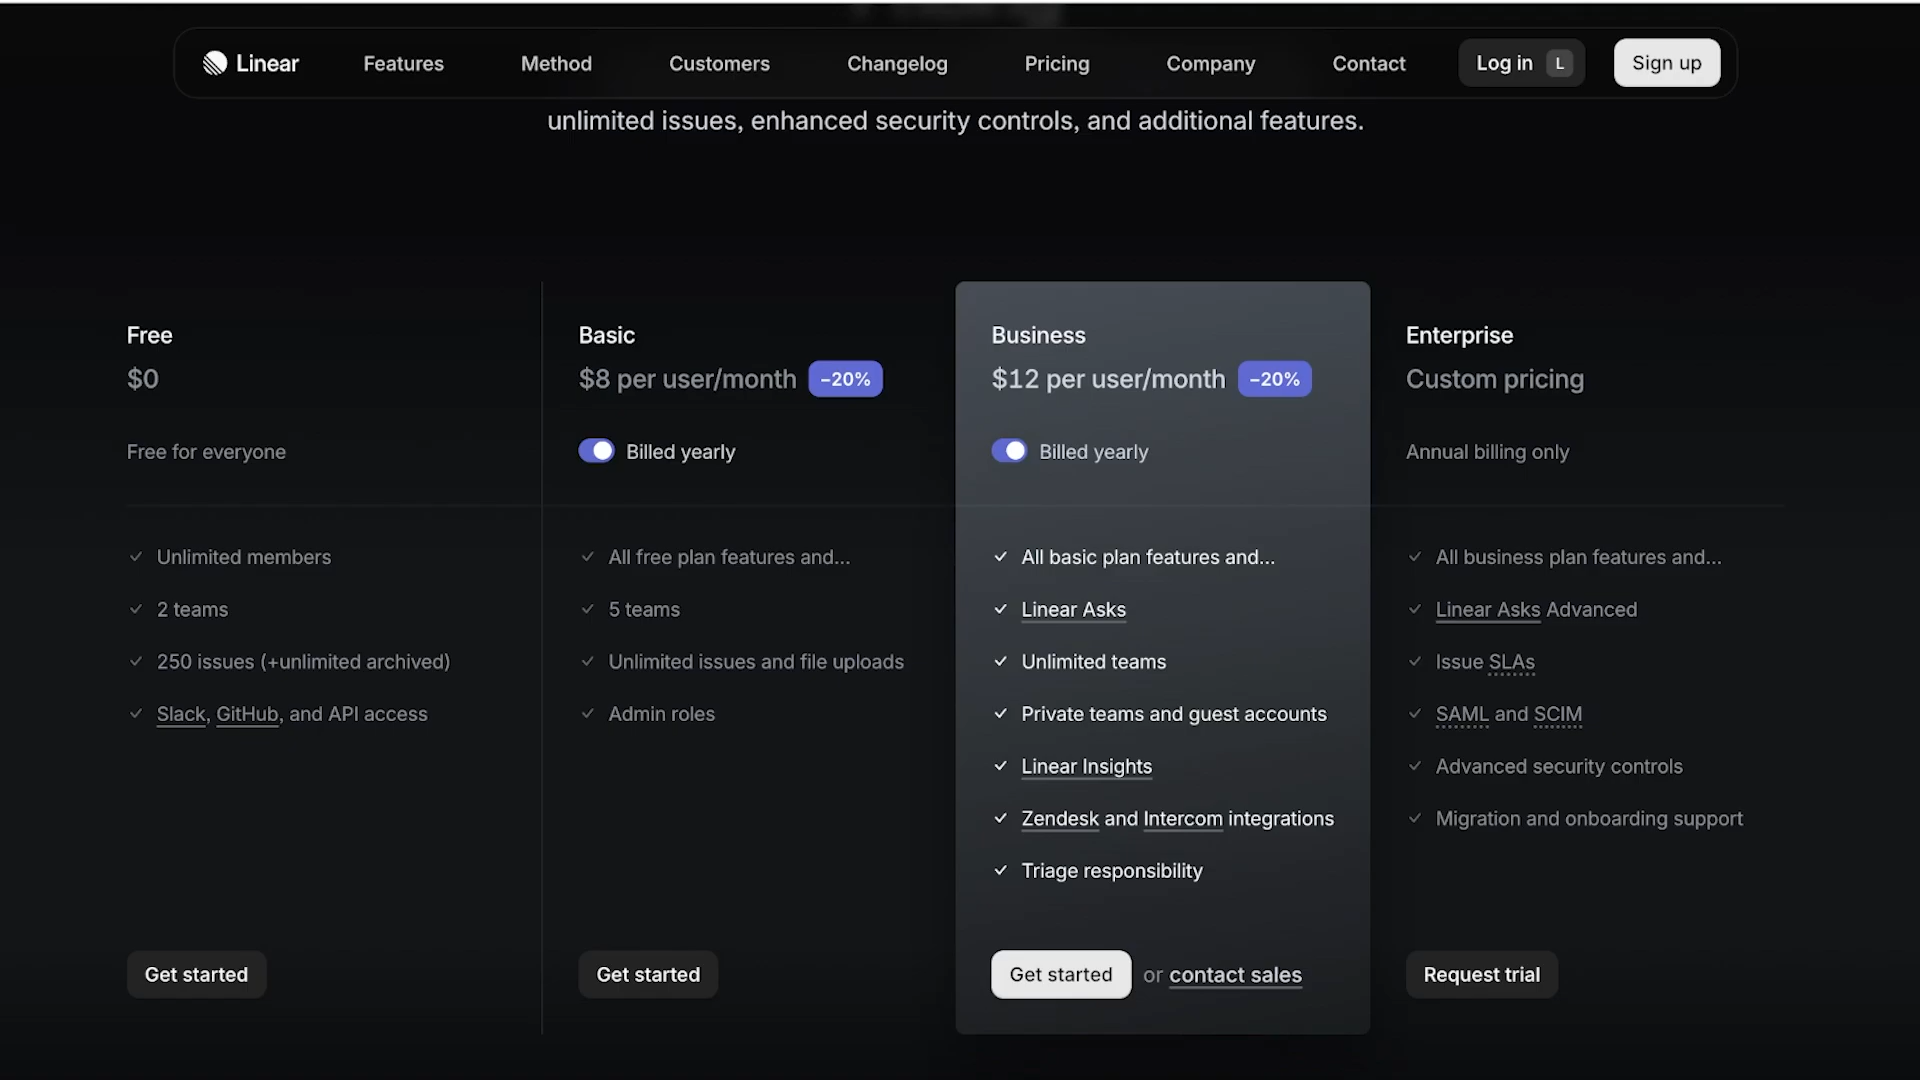 Linear
Features
Method
Customers
Changelog
Pricing
Company
Contact
Log in L
Sign up
unlimited issues, enhanced security controls, and additional features.
Free
$0
Free for everyone
Unlimited members
2 teams
250 issues (+unlimited archived)
Slack, GitHub, and API access
Get started
Basic
$8 per user/month -20%
Billed yearly
All free plan features and...
5 teams
Unlimited issues and file uploads
Admin roles
Get started
Business
$12 per user/month -20%
Billed yearly
All basic plan features and...
Linear Asks
Unlimited teams
Private teams and guest accounts
Linear Insights
Zendesk and Intercom integrations
Triage responsibility
Get started or contact sales
Enterprise
Custom pricing
Annual billing only
All business plan features and...
Linear Asks Advanced
Issue SLAs
SAML and SCIM
Advanced security controls
Migration and onboarding support
Request trial